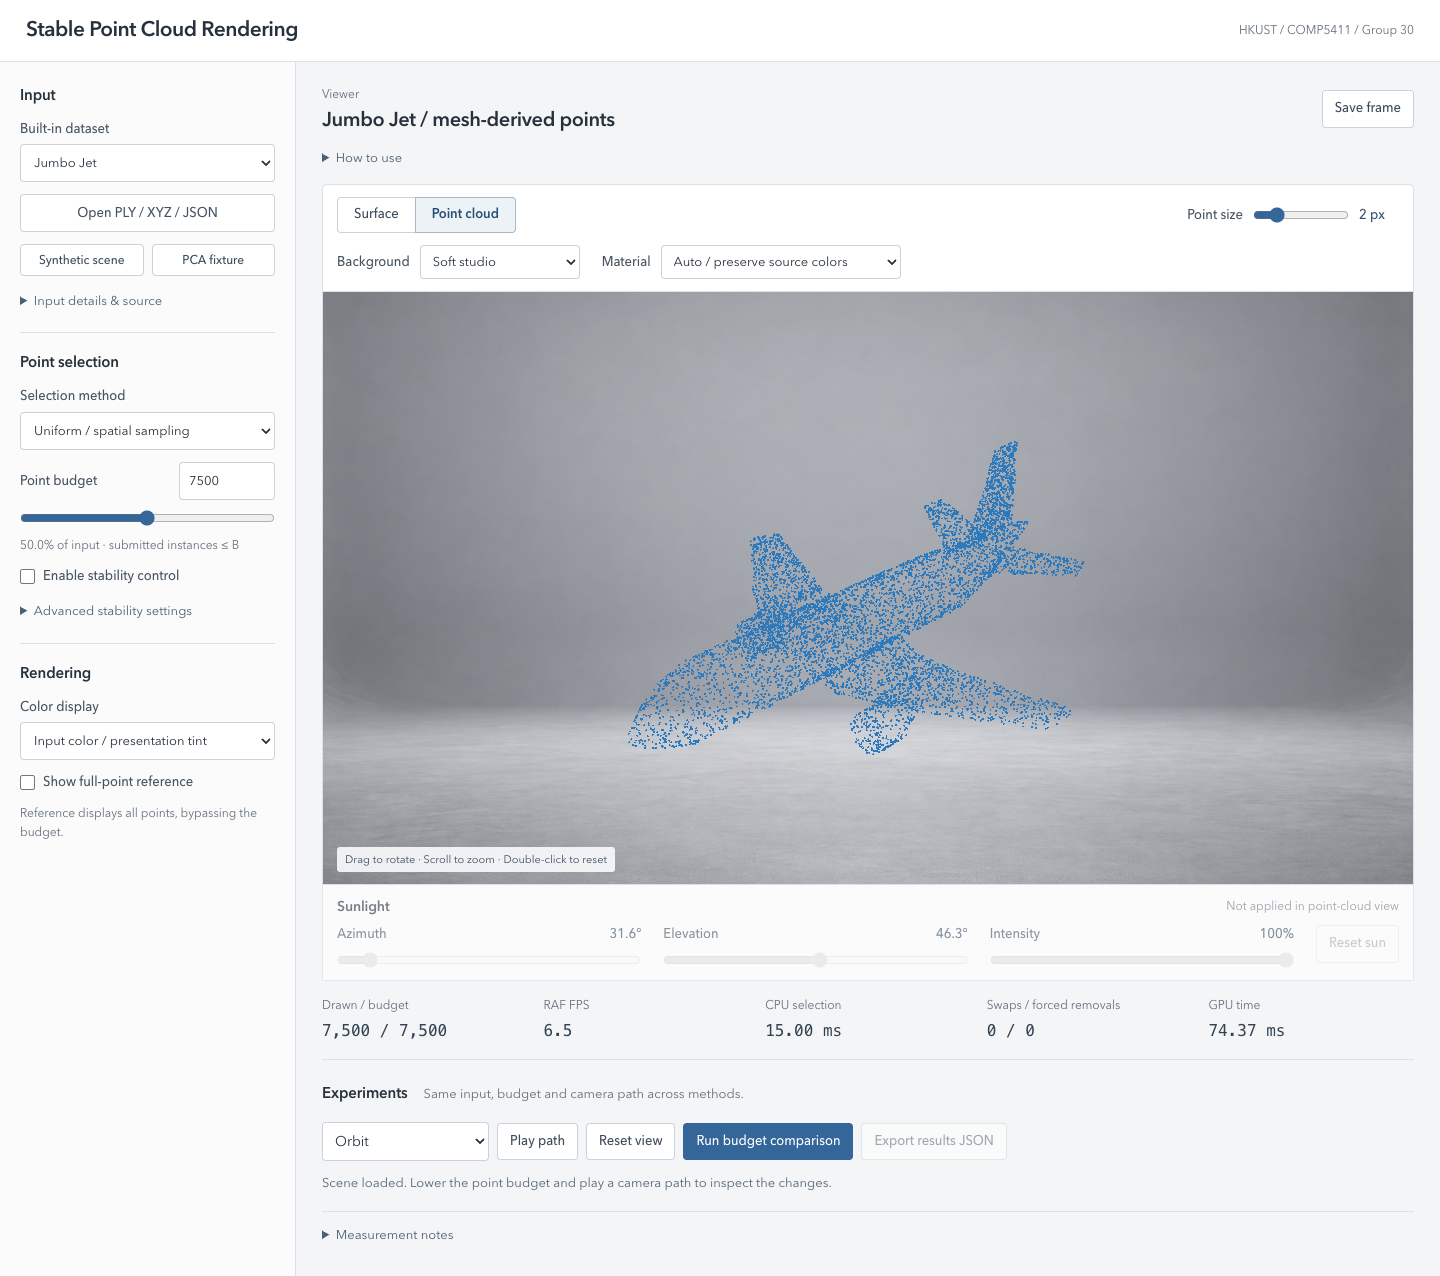 Stable Point Cloud Rendering
HKUST / COMP5411 / Group 30
Input
Built-in dataset
Jumbo Jet
Open PLY / XYZ / JSON
Synthetic scene
PCA fixture
Input details & source
Point selection
Selection method
Uniform / spatial sampling
Point budget
7500
50.0% of input · submitted instances ≤ B
Enable stability control
Advanced stability settings
Rendering
Color display
Input color / presentation tint
Show full-point reference
Reference displays all points, bypassing the
budget.
Viewer
Jumbo Jet / mesh-derived points
Save frame
How to use
Surface
Point cloud
Point size
2 px
Background
Soft studio
Material
Auto / preserve source colors
Drag to rotate · Scroll to zoom · Double-click to reset
Sunlight
Not applied in point-cloud view
Azimuth
31.6°
Elevation
46.3°
Intensity
100%
Reset sun
Drawn / budget
7,500 / 7,500
RAF FPS
6.5
CPU selection
15.00 ms
Swaps / forced removals
0 / 0
GPU time
74.37 ms
Experiments
Same input, budget and camera path across methods.
Orbit
Play path
Reset view
Run budget comparison
Export results JSON
Scene loaded. Lower the point budget and play a camera path to inspect the changes.
Measurement notes